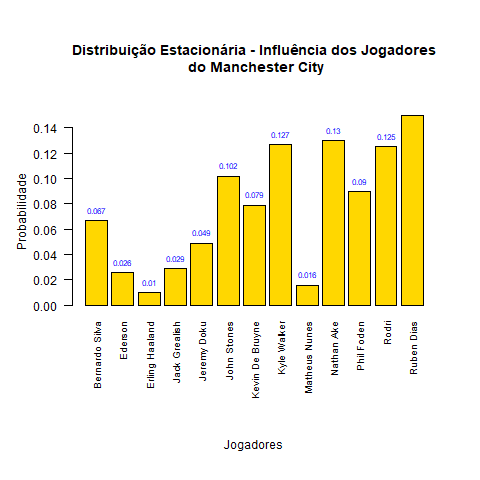 Distribuição Estacionária - Influência dos Jogadores
do Manchester City
Probabilidade
0.14
0.12
0.10
0.08
0.06
0.04
0.02
0.00
0.067
0.026
0.01
0.029
0.049
0.102
0.079
0.127
0.016
0.13
0.09
0.125
Bernardo Silva
Ederson
Erling Haaland
Jack Grealish
Jeremy Doku
John Stones
Kevin De Bruyne
Kyle Walker
Matheus Nunes
Nathan Ake
Phil Foden
Rodri
Ruben Dias
Jogadores